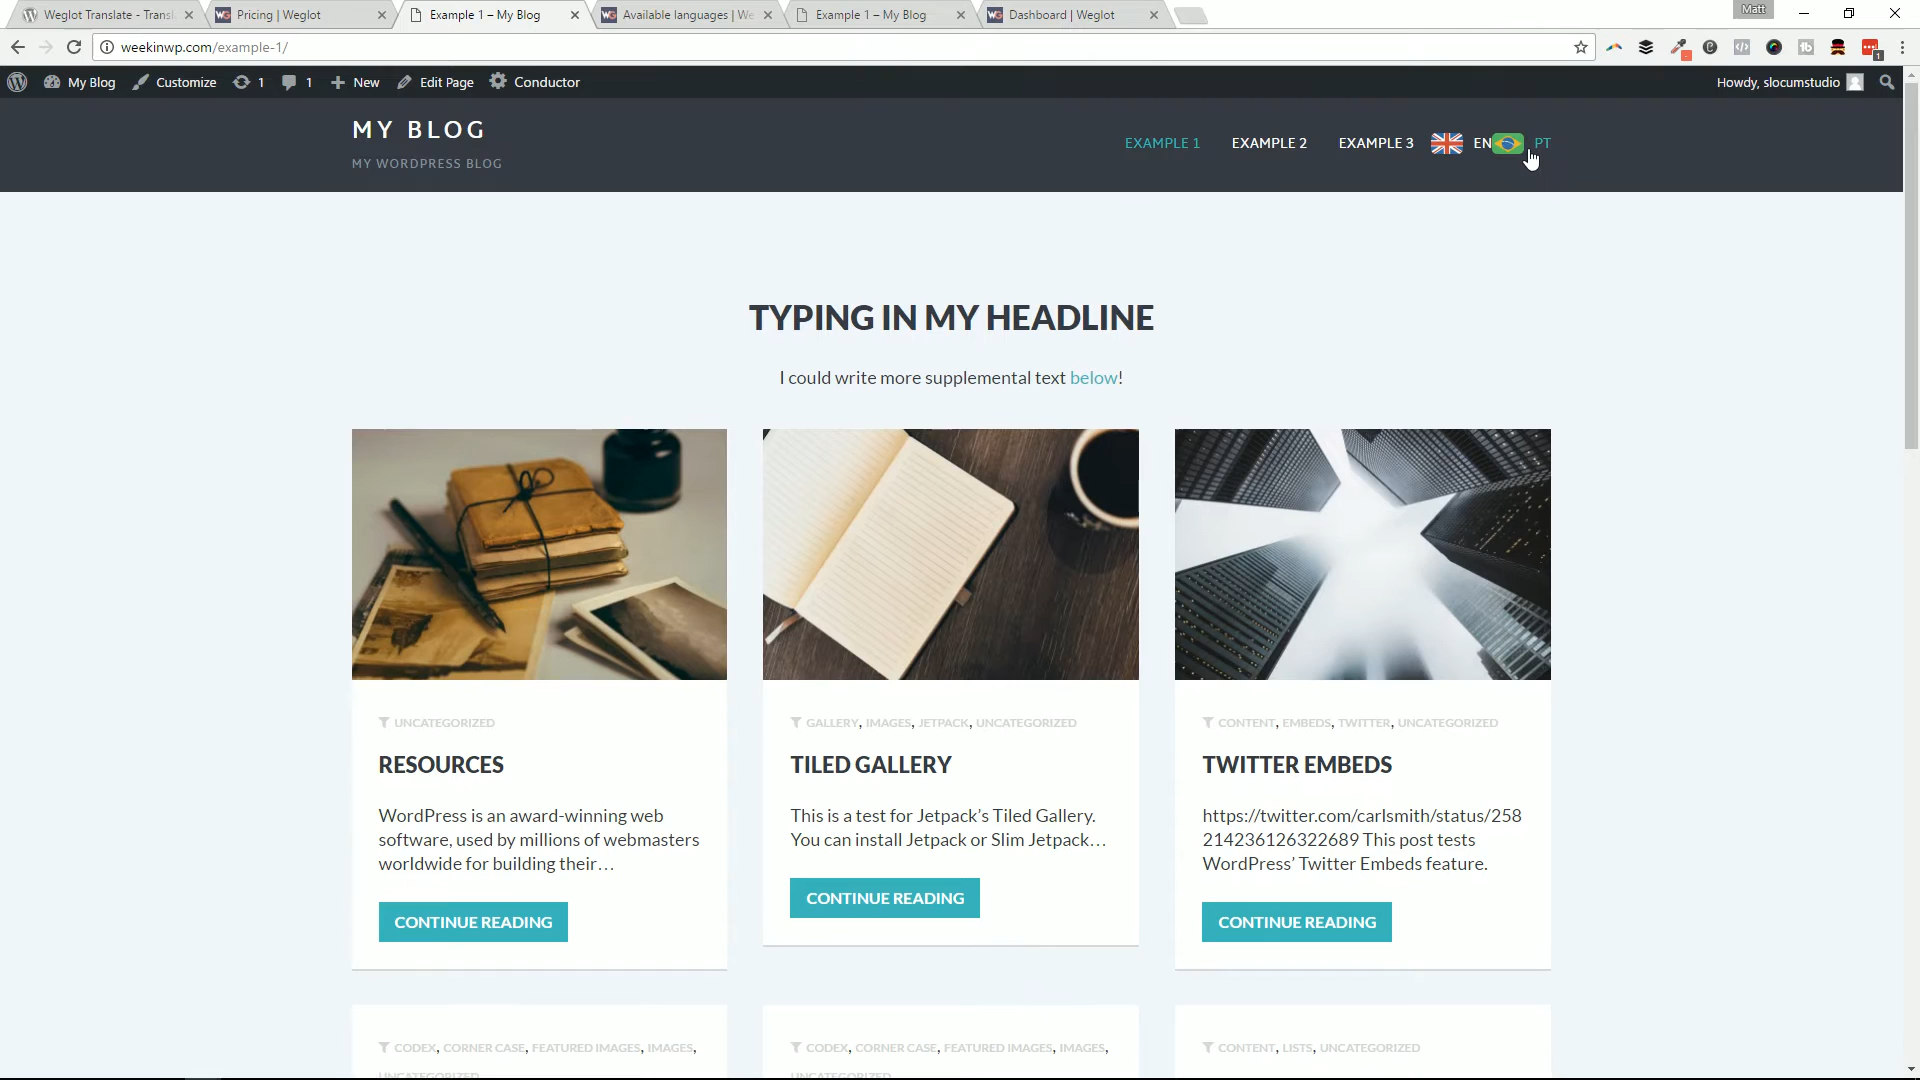 Matt
Weglot Translate - Transl
Pricing | Weglot
Example 1 – My Blog
Available languages | We
Example 1 – My Blog
Dashboard | Weglot
weekinwp.com/example-1/
1
My Blog
Customize
1
1
New
Edit Page
Conductor
Howdy, slocumstudio
MY BLOG
MY WORDPRESS BLOG
EXAMPLE 1
EXAMPLE 2
EXAMPLE 3
EN
PT
TYPING IN MY HEADLINE
I could write more supplemental text below!
UNCATEGORIZED
RESOURCES
WordPress is an award-winning web
software, used by millions of webmasters
worldwide for building their…
CONTINUE READING
GALLERY, IMAGES, JETPACK, UNCATEGORIZED
TILED GALLERY
This is a test for Jetpack’s Tiled Gallery.
You can install Jetpack or Slim Jetpack…
CONTINUE READING
CONTENT, EMBEDS, TWITTER, UNCATEGORIZED
TWITTER EMBEDS
https://twitter.com/carlsmith/status/258
214236126322689 This post tests
WordPress’ Twitter Embeds feature.
CONTINUE READING
CODEX, CORNER CASE, FEATURED IMAGES, IMAGES,
UNCATEGORIZED
CODEX, CORNER CASE, FEATURED IMAGES, IMAGES,
UNCATEGORIZED
CONTENT, LISTS, UNCATEGORIZED